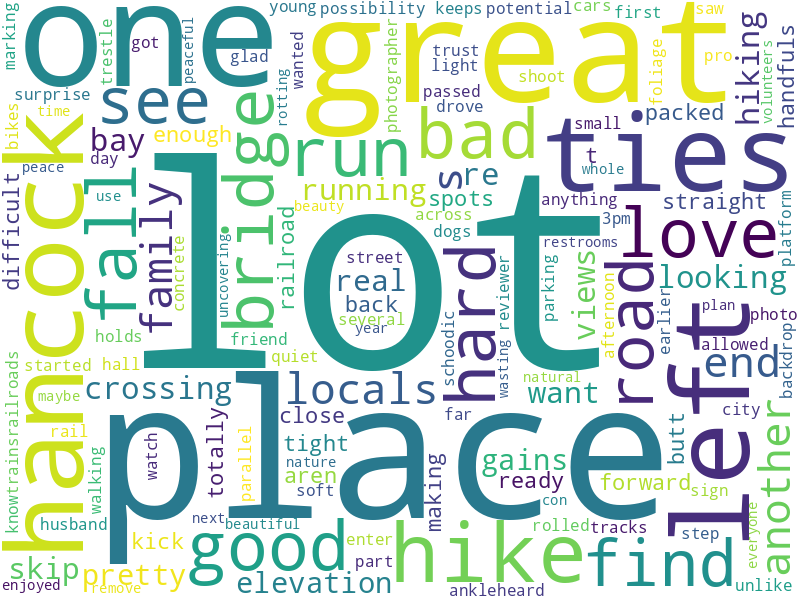 marking
one
young
possibility
keeps
potential
cars
first
great
saw
pro
trestle
got
peaceful
glad
surprise
time
see
photographer
trust
light
passed
drove
shoot
foliage
hiking
volunteers
handfuls
bikes
bay
day
enough
rotting
wanted
bad
packed
small
ties
hancock
peace
use
fall
family
bridge
run
running
s
re
spots
across
dogs
t
whole
anything
3pm
straight
love
restrooms
platform
difficult
beauty
concrete
uncovering
railroad
lot
street
real
back
several
year
hard
views
parking
road
looking
afternoon
earlier
plan
photo
allowed
backdrop
holds
started
hall
friend
quiet
schoodic
wasting
reviewer
natural
left
end
city
maybe
crossing
locals
want
knowtrainsrailroads
rail
walking
place
close
far
butt
another
watch
totally
parallel
tight
aren
nature
soft
making
gains
ready
con
forward
sign
husband
next
beautiful
rolled
tracks
step
everyone
skip
kick
good
enter
part
hike
find
enjoyed
pretty
remove
elevation
ankleheard
unlike